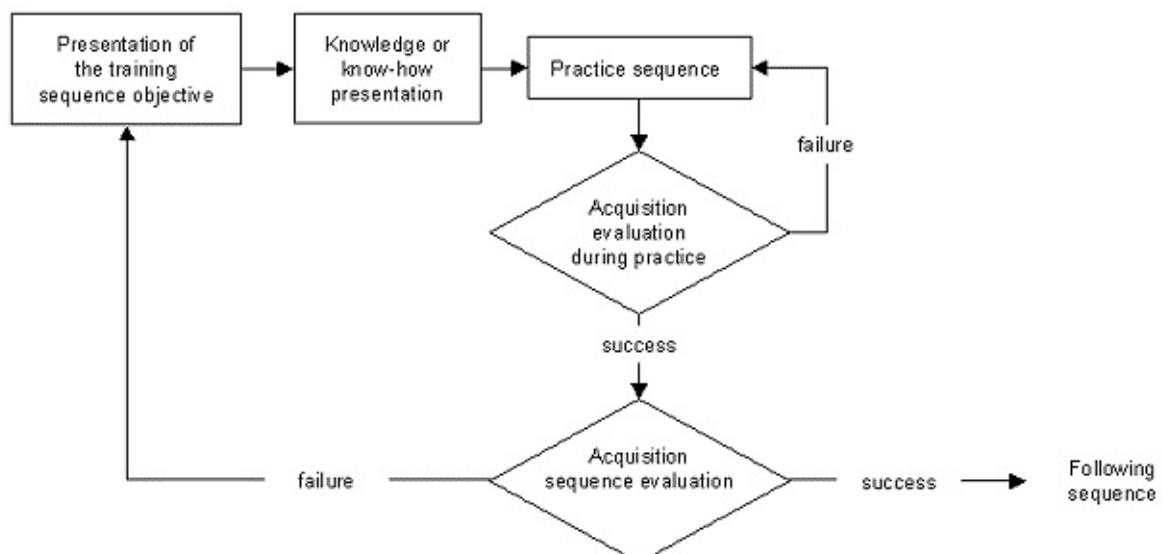 Presentation of
the training
sequence objective
Knowledge or
know-how
presentation
Practice sequence
failure
Acquisition
evaluation
during practice
success
Acquisition
sequence evaluation
failure
success
Following
sequence